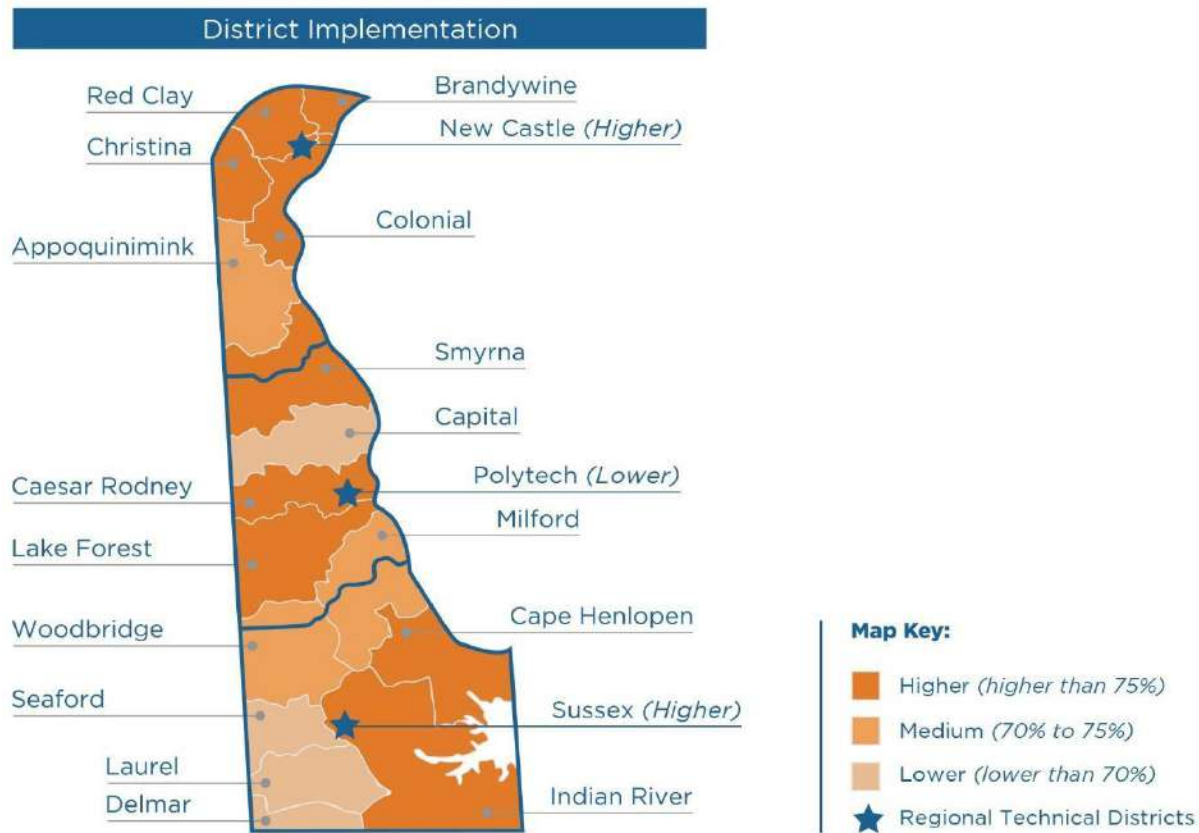 District Implementation
Red Clay
Brandywine
New Castle (Higher)
Christina
Colonial
Appoquinimink
Smyrna
Capital
Polytech (Lower)
Caesar Rodney
Milford
Lake Forest
Cape Henlopen
Woodbridge
Seaford
Sussex (Higher)
Laurel
Delmar
Indian River
Map Key:
Higher (higher than 75%)
Medium (70% to 75%)
Lower (lower than 70%)
Regional Technical Districts